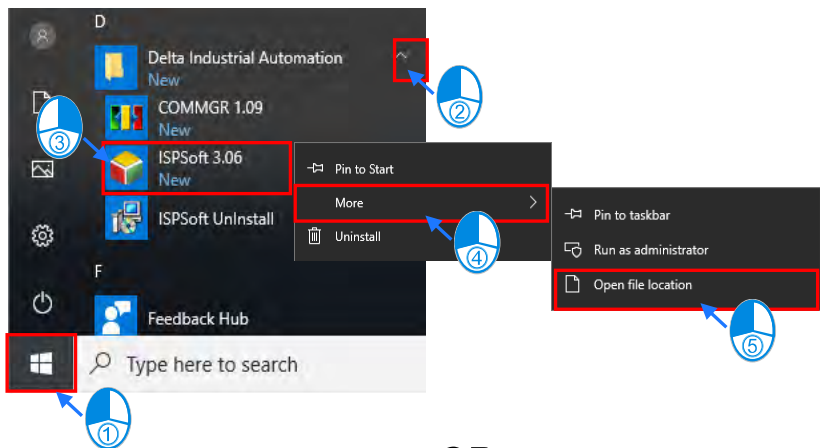 D
Delta Industrial Automation
New
②
COMMGR 1.09
New
③
ISPSoft 3.06
New
Pin to Start
More
ISPSoft UnInstall
Uninstall
④
Pin to taskbar
Run as administrator
Open file location
⑤
F
Feedback Hub
Type here to search
①